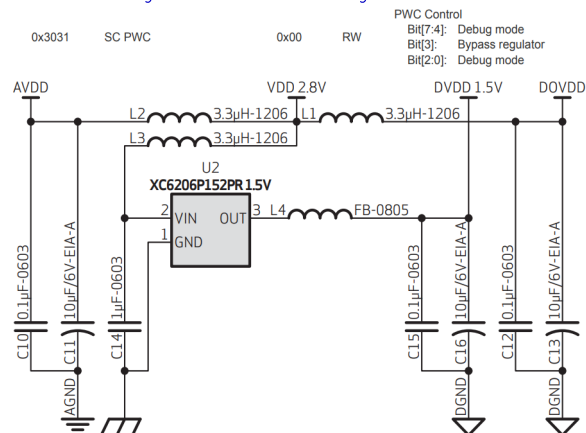 PWC Control
0x3031 SC PWC 0x00 RW Bit[7:4]: Debug mode
Bit[3]: Bypass regulator
Bit[2:0]: Debug mode
AVDD VDD 2.8V DVDD 1.5V DOVDD
L2 3.3µH-1206 L1 3.3µH-1206
L3 3.3µH-1206
U2
XC6206P152PR 1.5V
2 VIN OUT 3 L4 FB-0805
1 GND
C10 0.1µF-0603
C11 10µF/6V-EIA-A
C14 1µF-0603
C15 0.1µF-0603
C16 10µF/6V-EIA-A
C12 0.1µF-0603
C13 10µF/6V-EIA-A
AGND
DGND
DGND